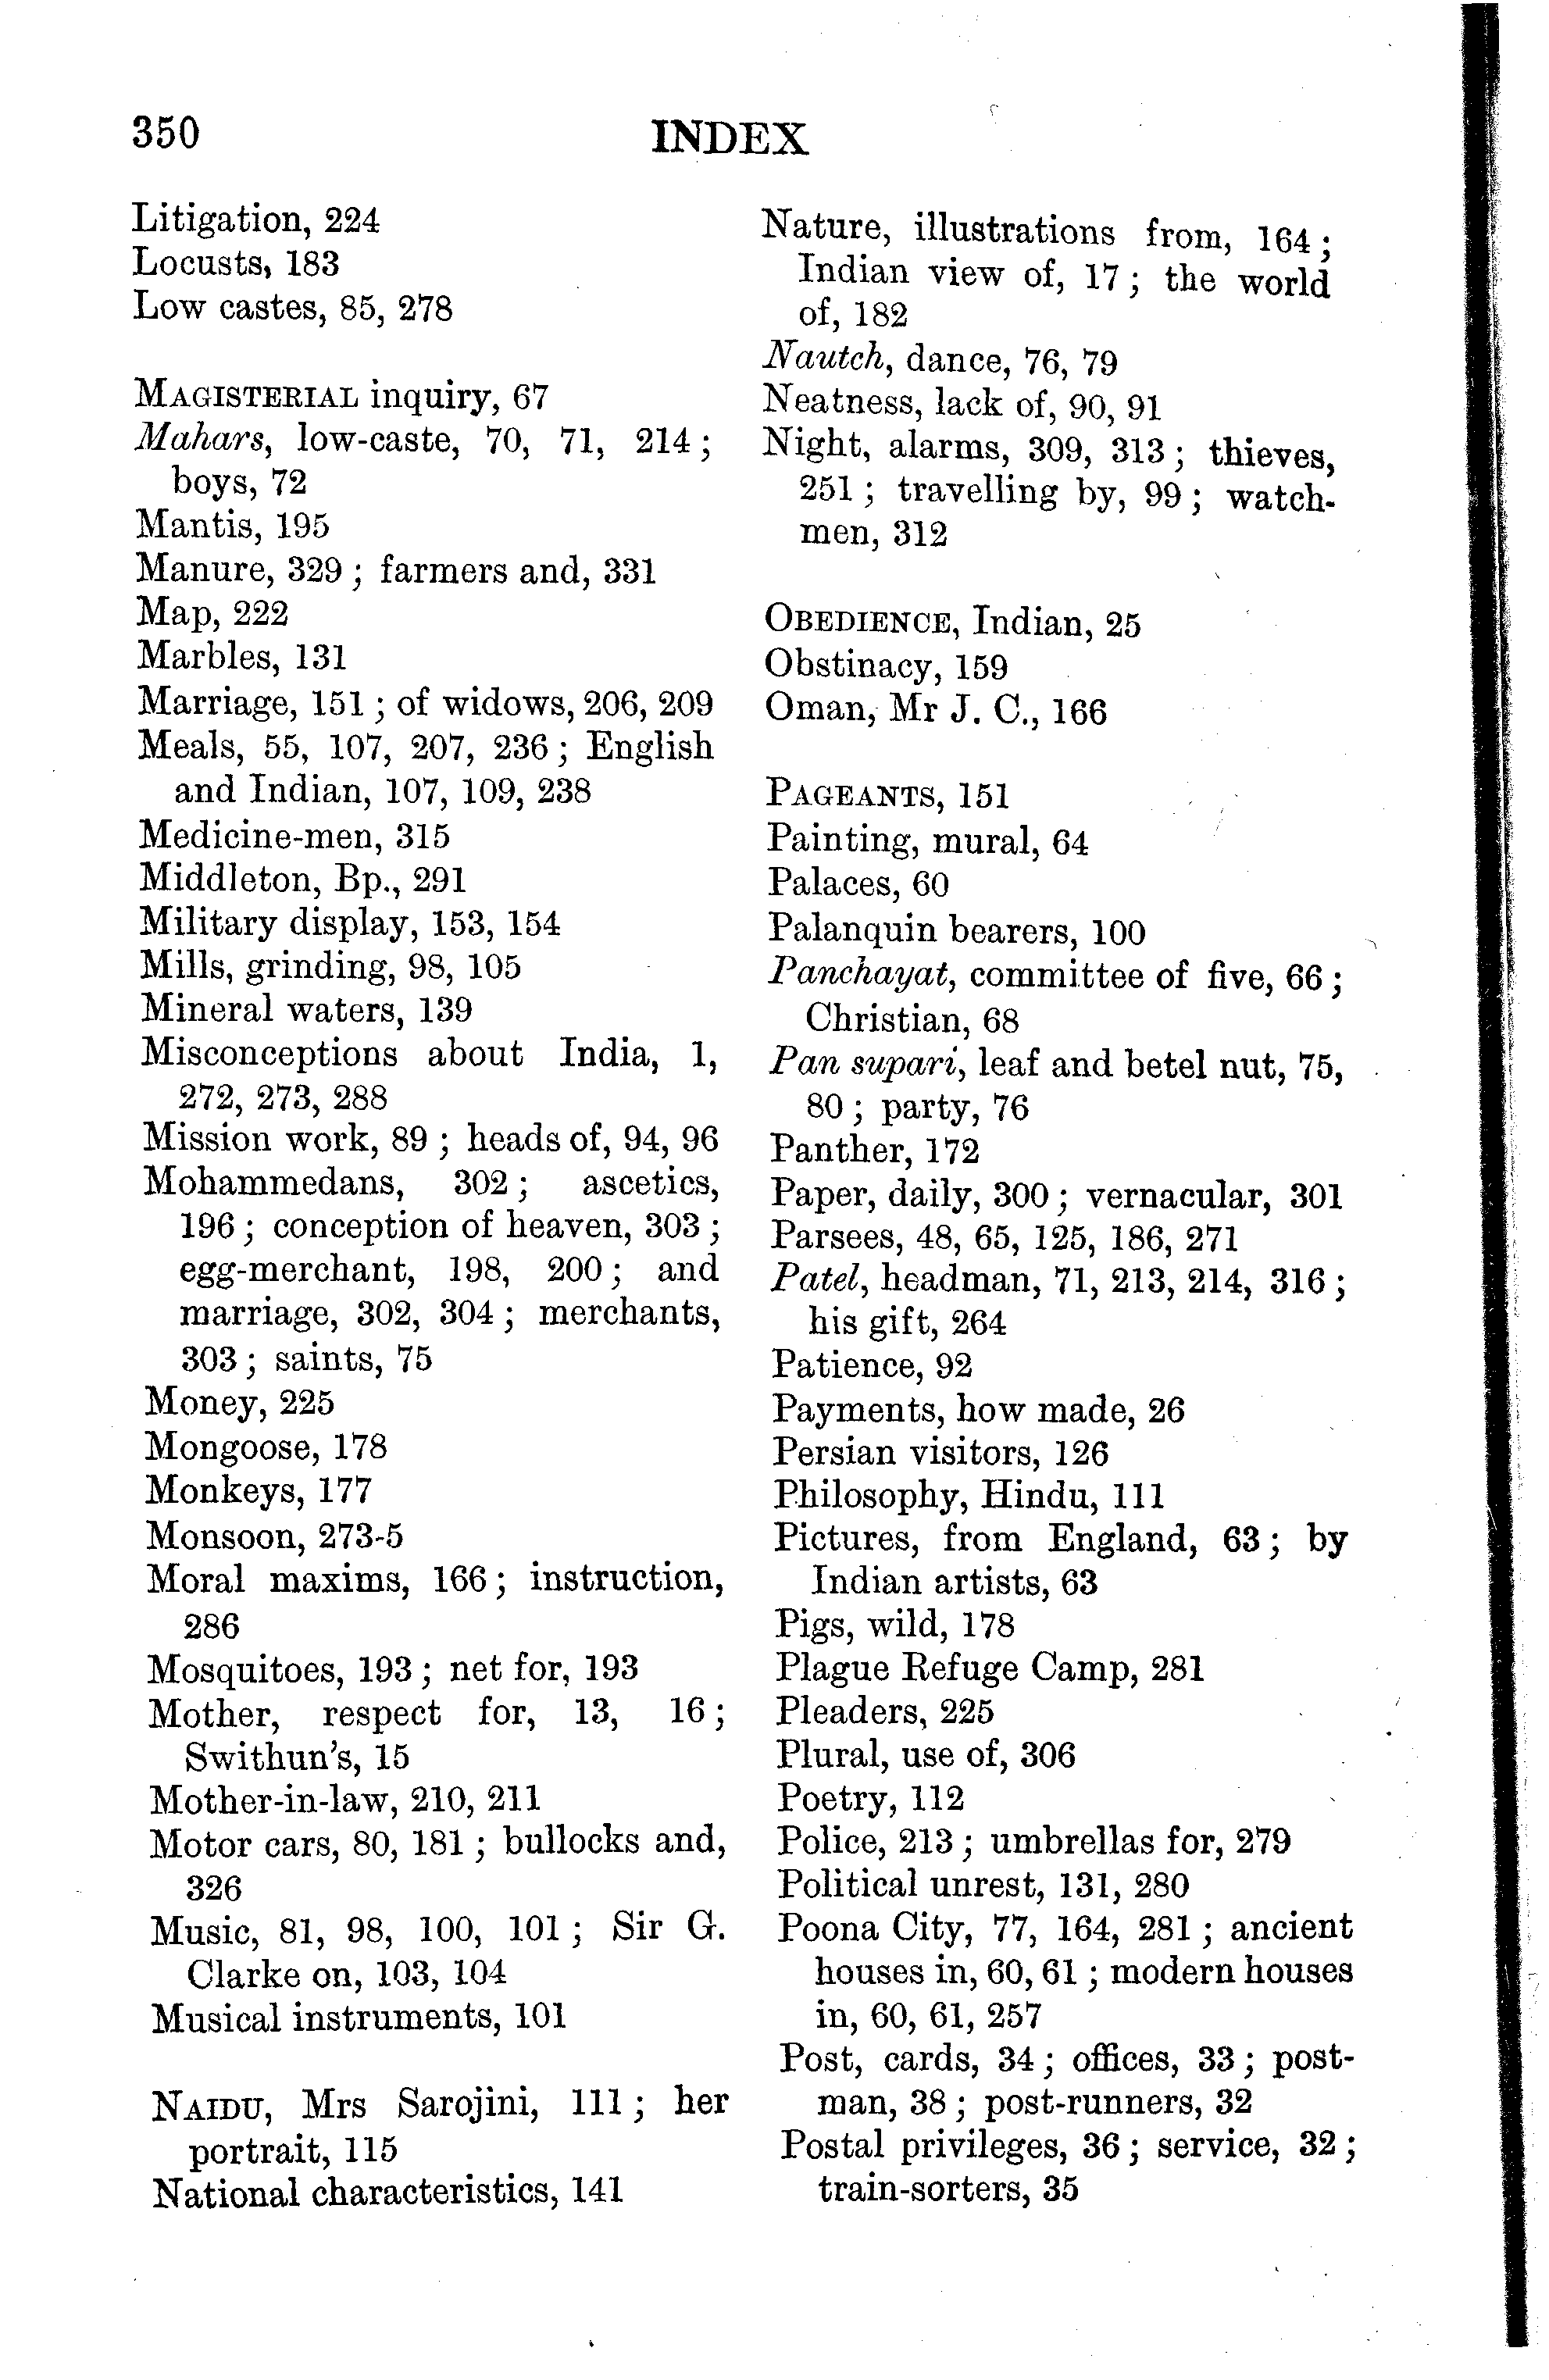 350
INDEX
Litigation, 224
Locusts, 183
Low castes, 85, 278
MAGISTERIAL inquiry, 67
Mahars, low-caste, 70, 71, 214;
boys, 72
Mantis, 195
Manure, 329; farmers and, 331
Map, 222
Marbles, 131
Marriage, 151; of widows, 206, 209
Meals, 55, 107, 207, 236; English
and Indian, 107, 109, 238
Medicine-men, 315
Middleton, Bp., 291
Military display, 153, 154
Mills, grinding, 98, 105
Mineral waters, 139
Misconceptions about India, 1,
272, 273, 288
Mission work, 89; heads of, 94, 96
Mohammedans, 302; ascetics,
196; conception of heaven, 303;
egg-merchant, 198, 200; and
marriage, 302, 304; merchants,
303; saints, 75
Money, 225
Mongoose, 178
Monkeys, 177
Monsoon, 273-5
Moral maxims, 166; instruction,
286
Mosquitoes, 193; net for, 193
Mother, respect for, 13, 16;
Swithun's, 15
Mother-in-law, 210, 211
Motor cars, 80, 181; bullocks and,
326
Music, 81, 98, 100, 101; Sir G.
Clarke on, 103, 104
Musical instruments, 101
NAIDU, Mrs Sarojini, 111; her
portrait, 115
National characteristics, 141
Nature, illustrations from, 164;
Indian view of, 17; the world
of, 182
Nautch, dance, 76, 79
Neatness, lack of, 90, 91
Night, alarms, 309, 313; thieves,
251; travelling by, 99; watch-
men, 312
OBEDIENCE, Indian, 25
Obstinacy, 159
Oman, Mr J. C., 166
PAGEANTS, 151
Painting, mural, 64
Palaces, 60
Palanquin bearers, 100
Panchayat, committee of five, 66;
Christian, 68
Pan supari, leaf and betel nut, 75,
80; party, 76
Panther, 172
Paper, daily, 300; vernacular, 301
Parsees, 48, 65, 125, 186, 271
Patel, headman, 71, 213, 214, 316;
his gift, 264
Patience, 92
Payments, how made, 26
Persian visitors, 126
Philosophy, Hindu, 111
Pictures, from England, 63; by
Indian artists, 63
Pigs, wild, 178
Plague Refuge Camp, 281
Pleaders, 225
Plural, use of, 306
Poetry, 112
Police, 213; umbrellas for, 279
Political unrest, 131, 280
Poona City, 77, 164, 281; ancient
houses in, 60, 61; modern houses
in, 60, 61, 257
Post, cards, 34; offices, 33; post-
man, 38; post-runners, 32
Postal privileges, 36; service, 32;
train-sorters, 35